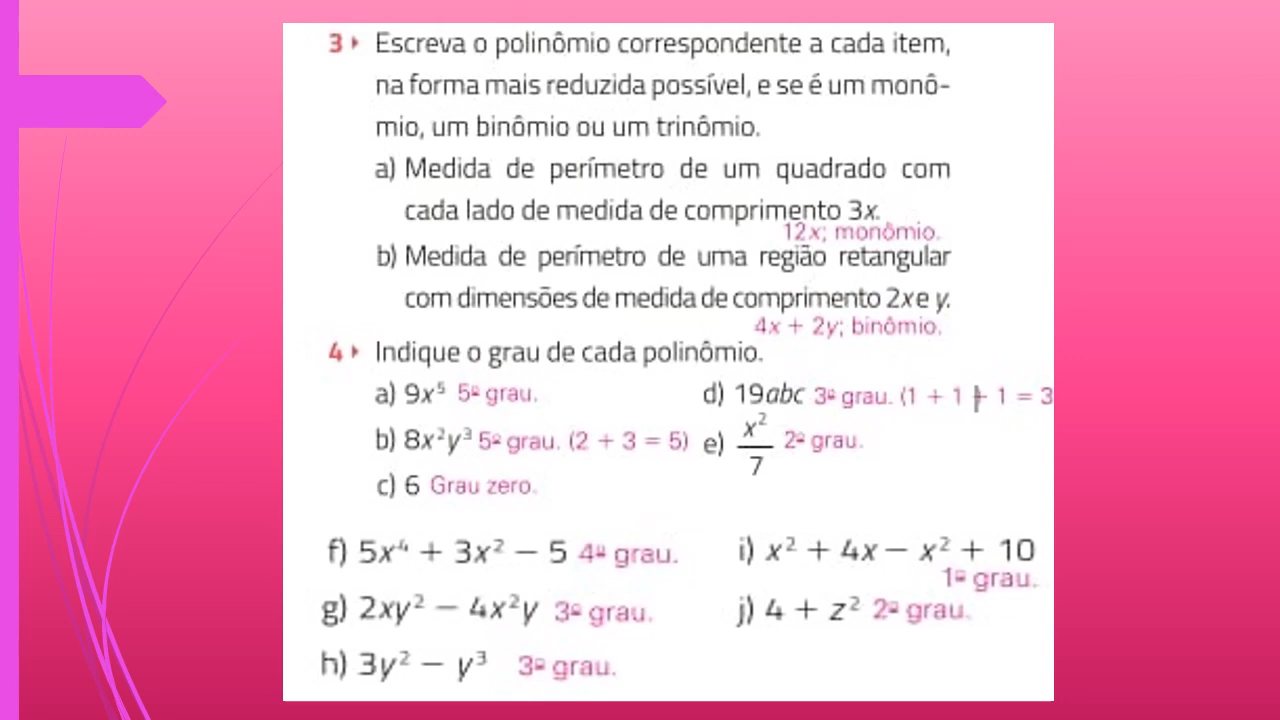 3 ▸ Escreva o polinômio correspondente a cada item,
na forma mais reduzida possível, e se é um monô-
mio, um binômio ou um trinômio.
a) Medida de perímetro de um quadrado com
cada lado de medida de comprimento 3x.
12x; monômio.
b) Medida de perímetro de uma região retangular
com dimensões de medida de comprimento 2x e y.
4x + 2y; binômio.
4 ▸ Indique o grau de cada polinômio.
a) 9x⁵ 5º grau.
b) 8x²y³ 5º grau. (2 + 3 = 5)
c) 6 Grau zero.
d) 19abc 3º grau. (1 + 1 + 1 = 3
e) x²/7 2º grau.
f) 5x⁴ + 3x² − 5 4º grau.
g) 2xy² − 4x²y 3º grau.
h) 3y² − y³ 3º grau.
i) x² + 4x − x² + 10
1º grau.
j) 4 + z² 2º grau.